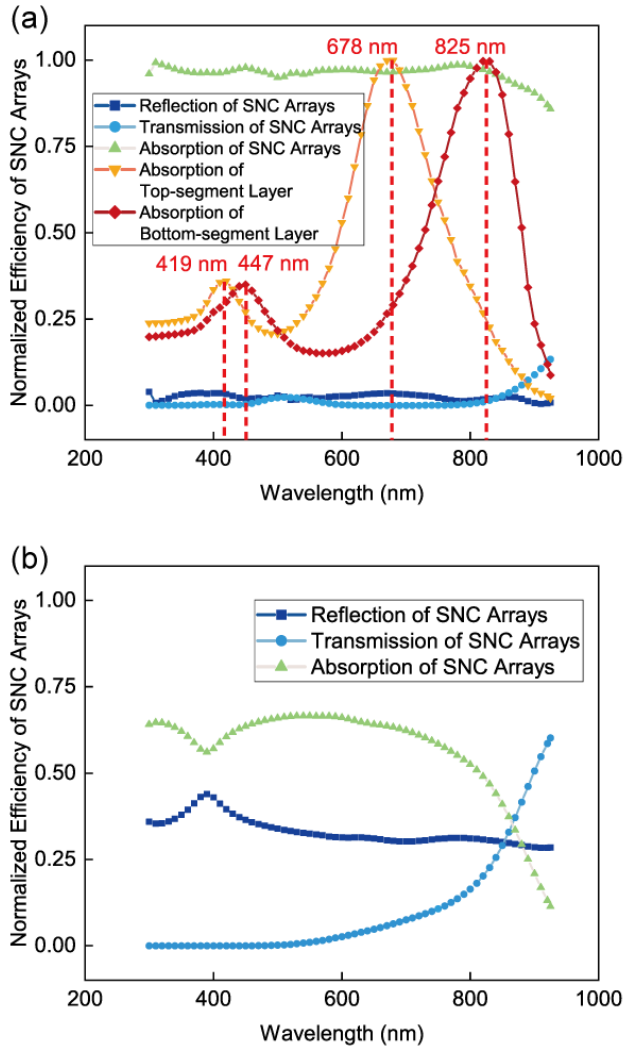 (a)
678 nm
825 nm
1.00
Reflection of SNC Arrays
Transmission of SNC Arrays
0.75
Absorption of SNC Arrays
Absorption of
Top-segment Layer
0.50
Absorption of
Bottom-segment Layer
419 nm
447 nm
0.25
0.00
200
400
600
800
1000
Wavelength (nm)
Normalized Efficiency of SNC Arrays
(b)
1.00
Reflection of SNC Arrays
Transmission of SNC Arrays
0.75
Absorption of SNC Arrays
0.50
0.25
0.00
200
400
600
800
1000
Wavelength (nm)
Normalized Efficiency of SNC Arrays